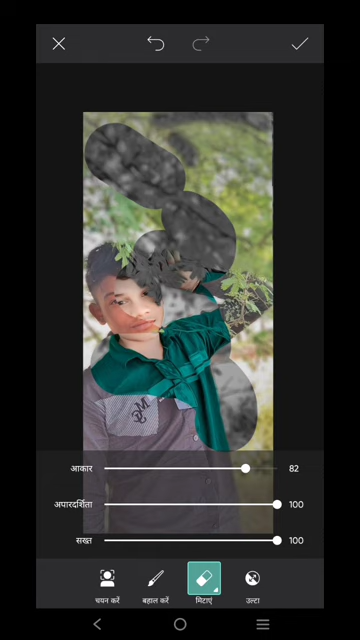 आकार 82
अपारदर्शिता 100
सख्त 100
चयन करें बहाल करें मिटाएं उल्टा